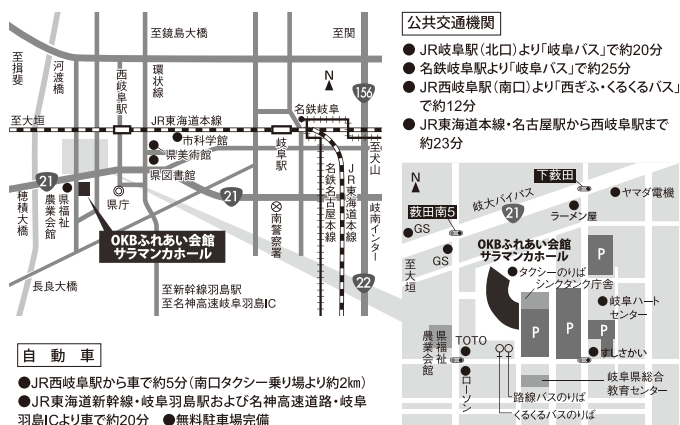 至鏡島大橋
至関
至揖斐
河渡橋
西岐阜駅
環状線
N
156
名鉄岐阜
至大垣
JR東海道本線
市科学館
県美術館
県図書館
岐阜駅
至犬山
21
県福祉
農業会館
県庁
21
名鉄名古屋本線
JR東海道本線
岐南インター
穂積大橋
南警察署
OKBふれあい会館
サラマンカホール
長良大橋
至新幹線羽島駅
至名神高速岐阜羽島IC
22
自動車
●JR西岐阜駅から車で約5分(南口タクシー乗り場より約2km)
●JR東海道新幹線・岐阜羽島駅および名神高速道路・岐阜
羽島ICより車で約20分 ●無料駐車場完備
公共交通機関
● JR岐阜駅(北口)より「岐阜バス」で約20分
● 名鉄岐阜駅より「岐阜バス」で約25分
● JR西岐阜駅(南口)より「西ぎふ・くるくるバス」
で約12分
● JR東海道本線・名古屋駅から西岐阜駅まで
約23分
N
下薮田
岐大バイパス
21
ヤマダ電機
薮田南5
ラーメン屋
GS
GS
至大垣
OKBふれあい会館
サラマンカホール
P
タクシーのりば
シンクタンク庁舎
岐阜ハート
センター
P
P
P
県福祉
農業会館
TOTO
すしさかい
ローソン
岐阜県総合
教育センター
路線バスのりば
くるくるバスのりば